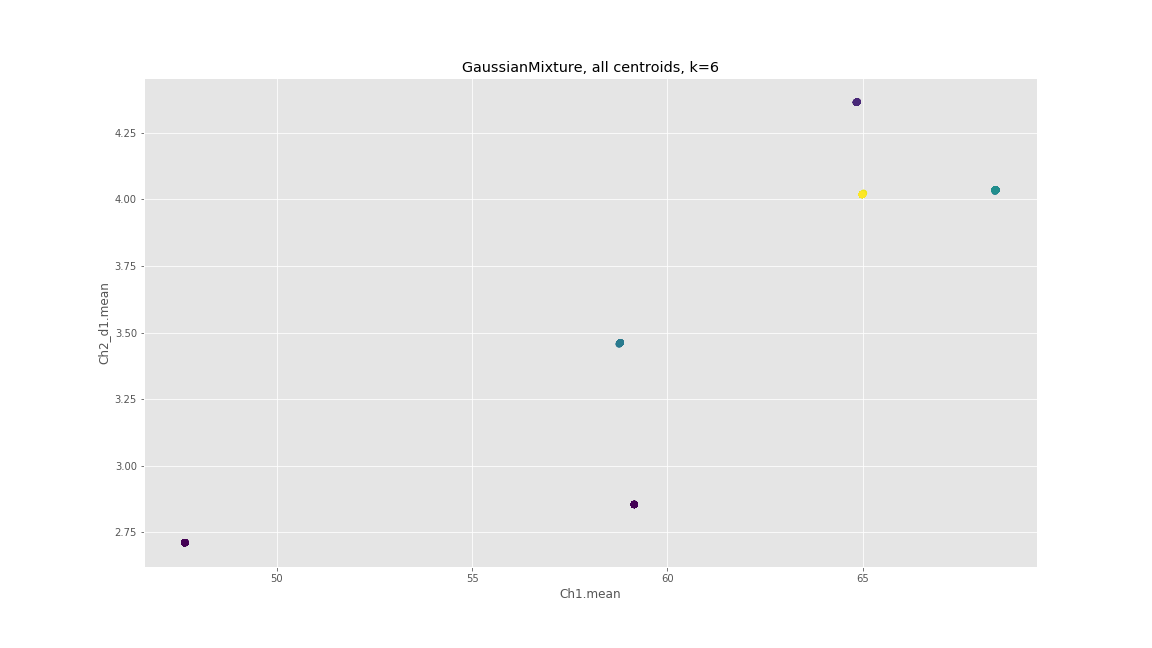 GaussianMixture, all centroids, k=6
4.25
4.00
3.75
3.50
3.25
3.00
2.75
Ch2_d1.mean
50 55 60 65
Ch1.mean